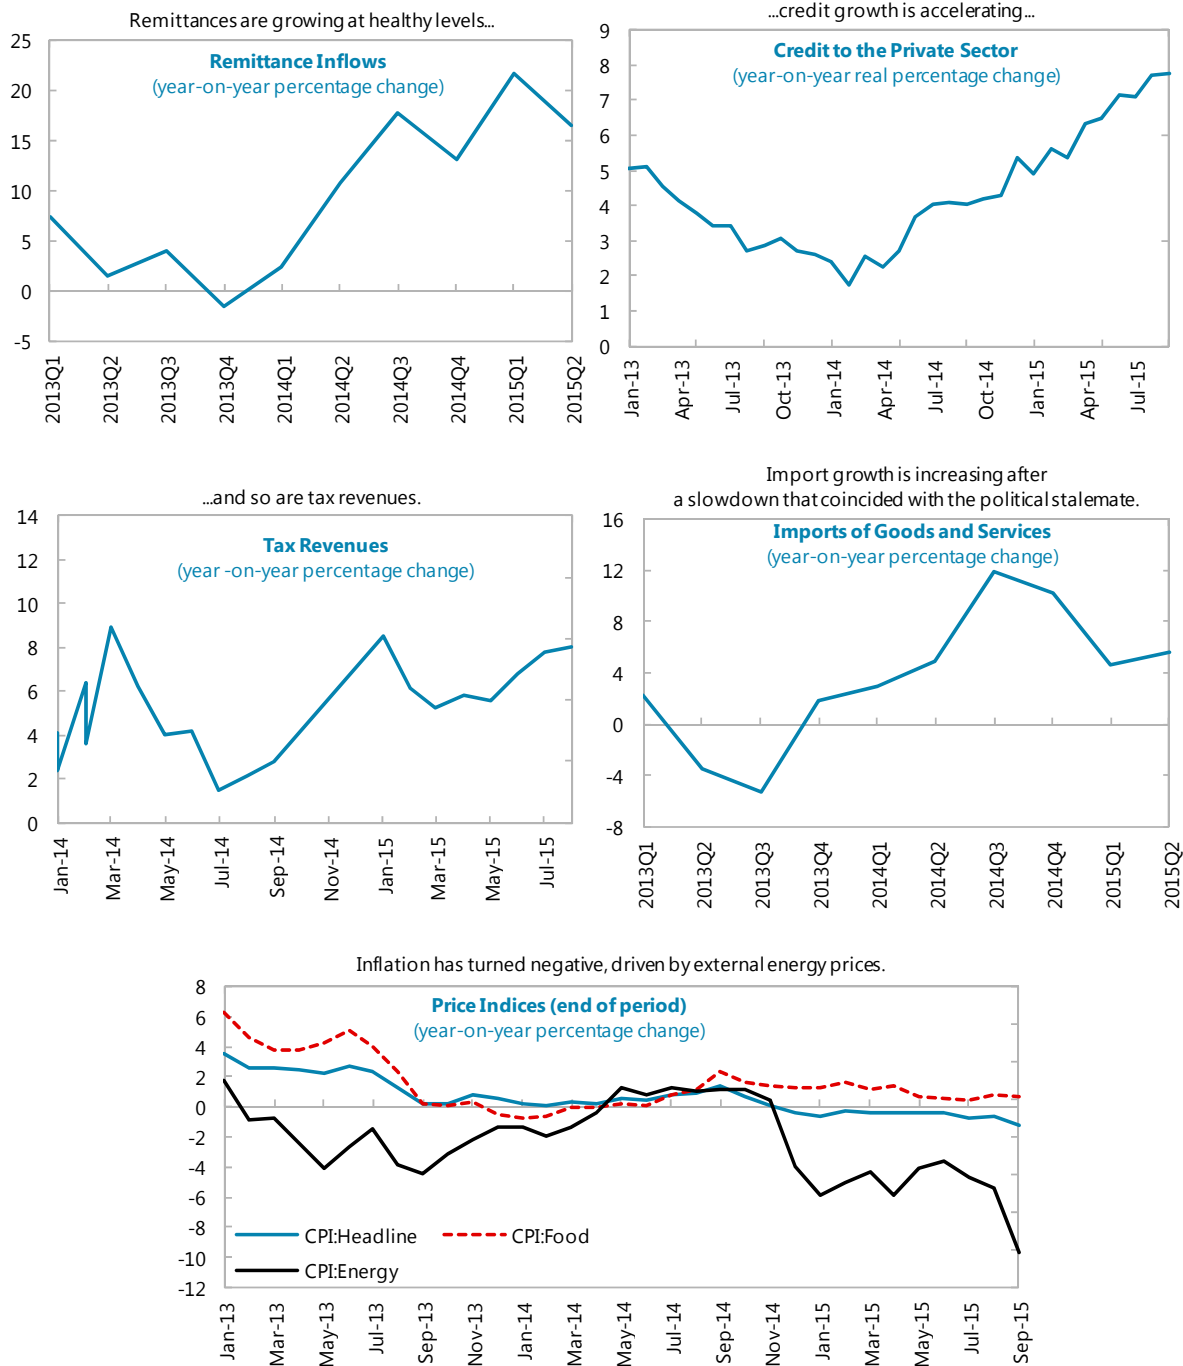 Remittances are growing at healthy levels...
Remittance Inflows
(year-on-year percentage change)
25
20
15
10
5
0
-5
2013Q1
2013Q2
2013Q3
2013Q4
2014Q1
2014Q2
2014Q3
2014Q4
2015Q1
2015Q2
...credit growth is accelerating...
Credit to the Private Sector
(year-on-year real percentage change)
9
8
7
6
5
4
3
2
1
0
Jan-13
Apr-13
Jul-13
Oct-13
Jan-14
Apr-14
Jul-14
Oct-14
Jan-15
Apr-15
Jul-15
...and so are tax revenues.
Tax Revenues
(year -on-year percentage change)
14
12
10
8
6
4
2
0
Jan-14
Mar-14
May-14
Jul-14
Sep-14
Nov-14
Jan-15
Mar-15
May-15
Jul-15
Import growth is increasing after
a slowdown that coincided with the political stalemate.
Imports of Goods and Services
(year-on-year percentage change)
16
12
8
4
0
-4
-8
2013Q1
2013Q2
2013Q3
2013Q4
2014Q1
2014Q2
2014Q3
2014Q4
2015Q1
2015Q2
Inflation has turned negative, driven by external energy prices.
Price Indices (end of period)
(year-on-year percentage change)
8
6
4
2
0
-2
-4
-6
-8
-10
-12
CPI:Headline
CPI:Food
CPI:Energy
Jan-13
Mar-13
May-13
Jul-13
Sep-13
Nov-13
Jan-14
Mar-14
May-14
Jul-14
Sep-14
Nov-14
Jan-15
Mar-15
May-15
Jul-15
Sep-15